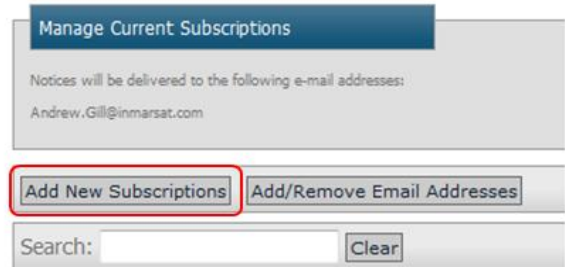 Manage Current Subscriptions
Notices will be delivered to the following e-mail addresses:
Andrew.Gill@inmarsat.com
Add New Subscriptions Add/Remove Email Addresses
Search: Clear